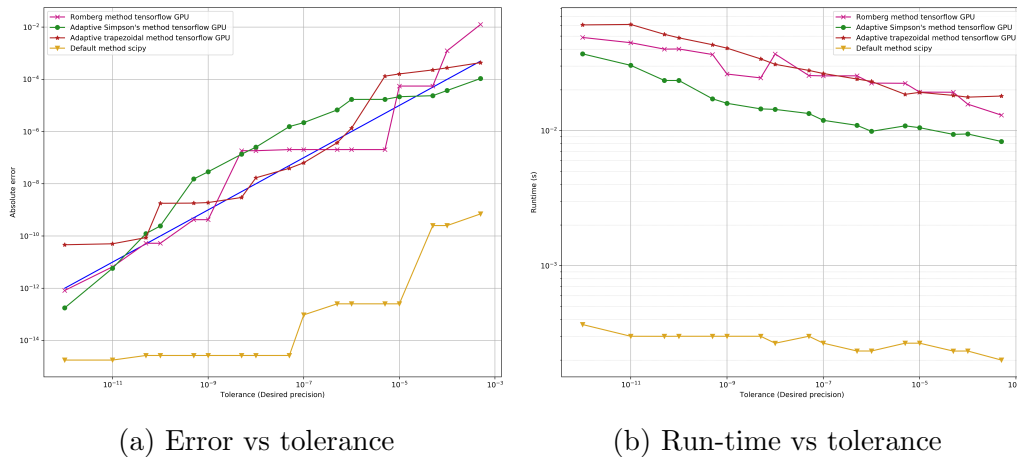 Romberg method tensorflow GPU
Adaptive Simpson's method tensorflow GPU
Adaptive trapezoidal method tensorflow GPU
Default method scipy
10⁻²
10⁻⁴
10⁻⁶
10⁻⁸
10⁻¹⁰
10⁻¹²
10⁻¹⁴
Absolute error
10⁻¹¹ 10⁻⁹ 10⁻⁷ 10⁻⁵ 10⁻³
Tolerance (Desired precision)
(a) Error vs tolerance
Romberg method tensorflow GPU
Adaptive Simpson's method tensorflow GPU
Adaptive trapezoidal method tensorflow GPU
Default method scipy
10⁻²
10⁻³
Runtime (s)
10⁻¹¹ 10⁻⁹ 10⁻⁷ 10⁻⁵
Tolerance (Desired precision)
(b) Run-time vs tolerance